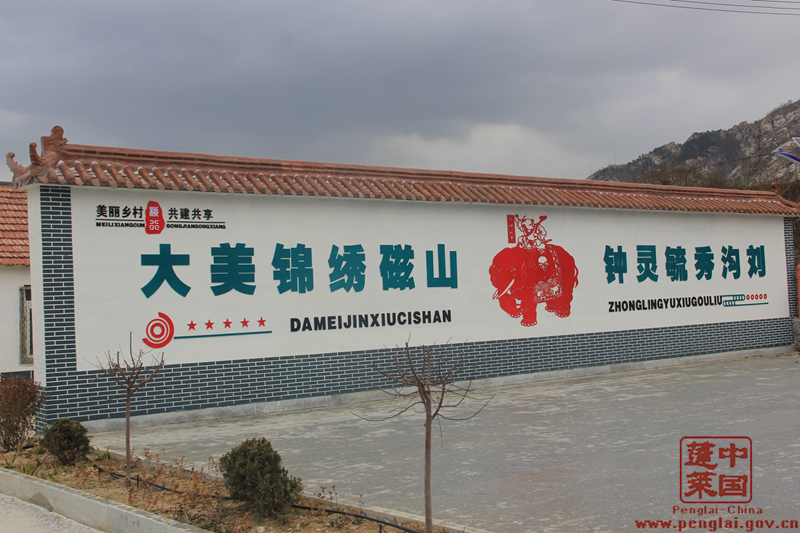 美丽乡村 共建共享
MEILIXIANGCUN GONGJIANGONGXIANG
大美锦绣磁山
DAMEIJINXIUCISHAN
钟灵毓秀沟刘
ZHONGLINGYUXIUGOULIU
蓬莱
中国
Penglai-China
www.penglai.gov.cn